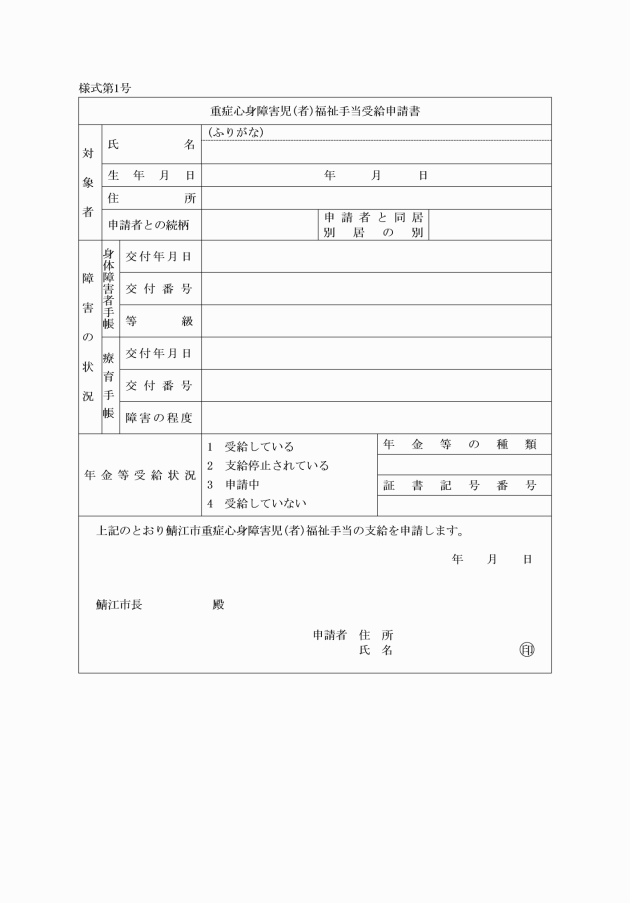 様式第1号
重症心身障害児(者)福祉手当受給申請書
対象者
氏名
(ふりがな)
生年月日
年 月 日
住所
申請者との続柄
申請者と同居
別居の別
障害の状況
身体障害者手帳
交付年月日
交付番号
等級
療育手帳
交付年月日
交付番号
障害の程度
年金等受給状況
1 受給している
2 支給停止されている
3 申請中
4 受給していない
年金等の種類
証書記号番号
上記のとおり鯖江市重症心身障害児(者)福祉手当の支給を申請します。
年 月 日
鯖江市長 殿
申請者 住 所
氏 名 ㊞